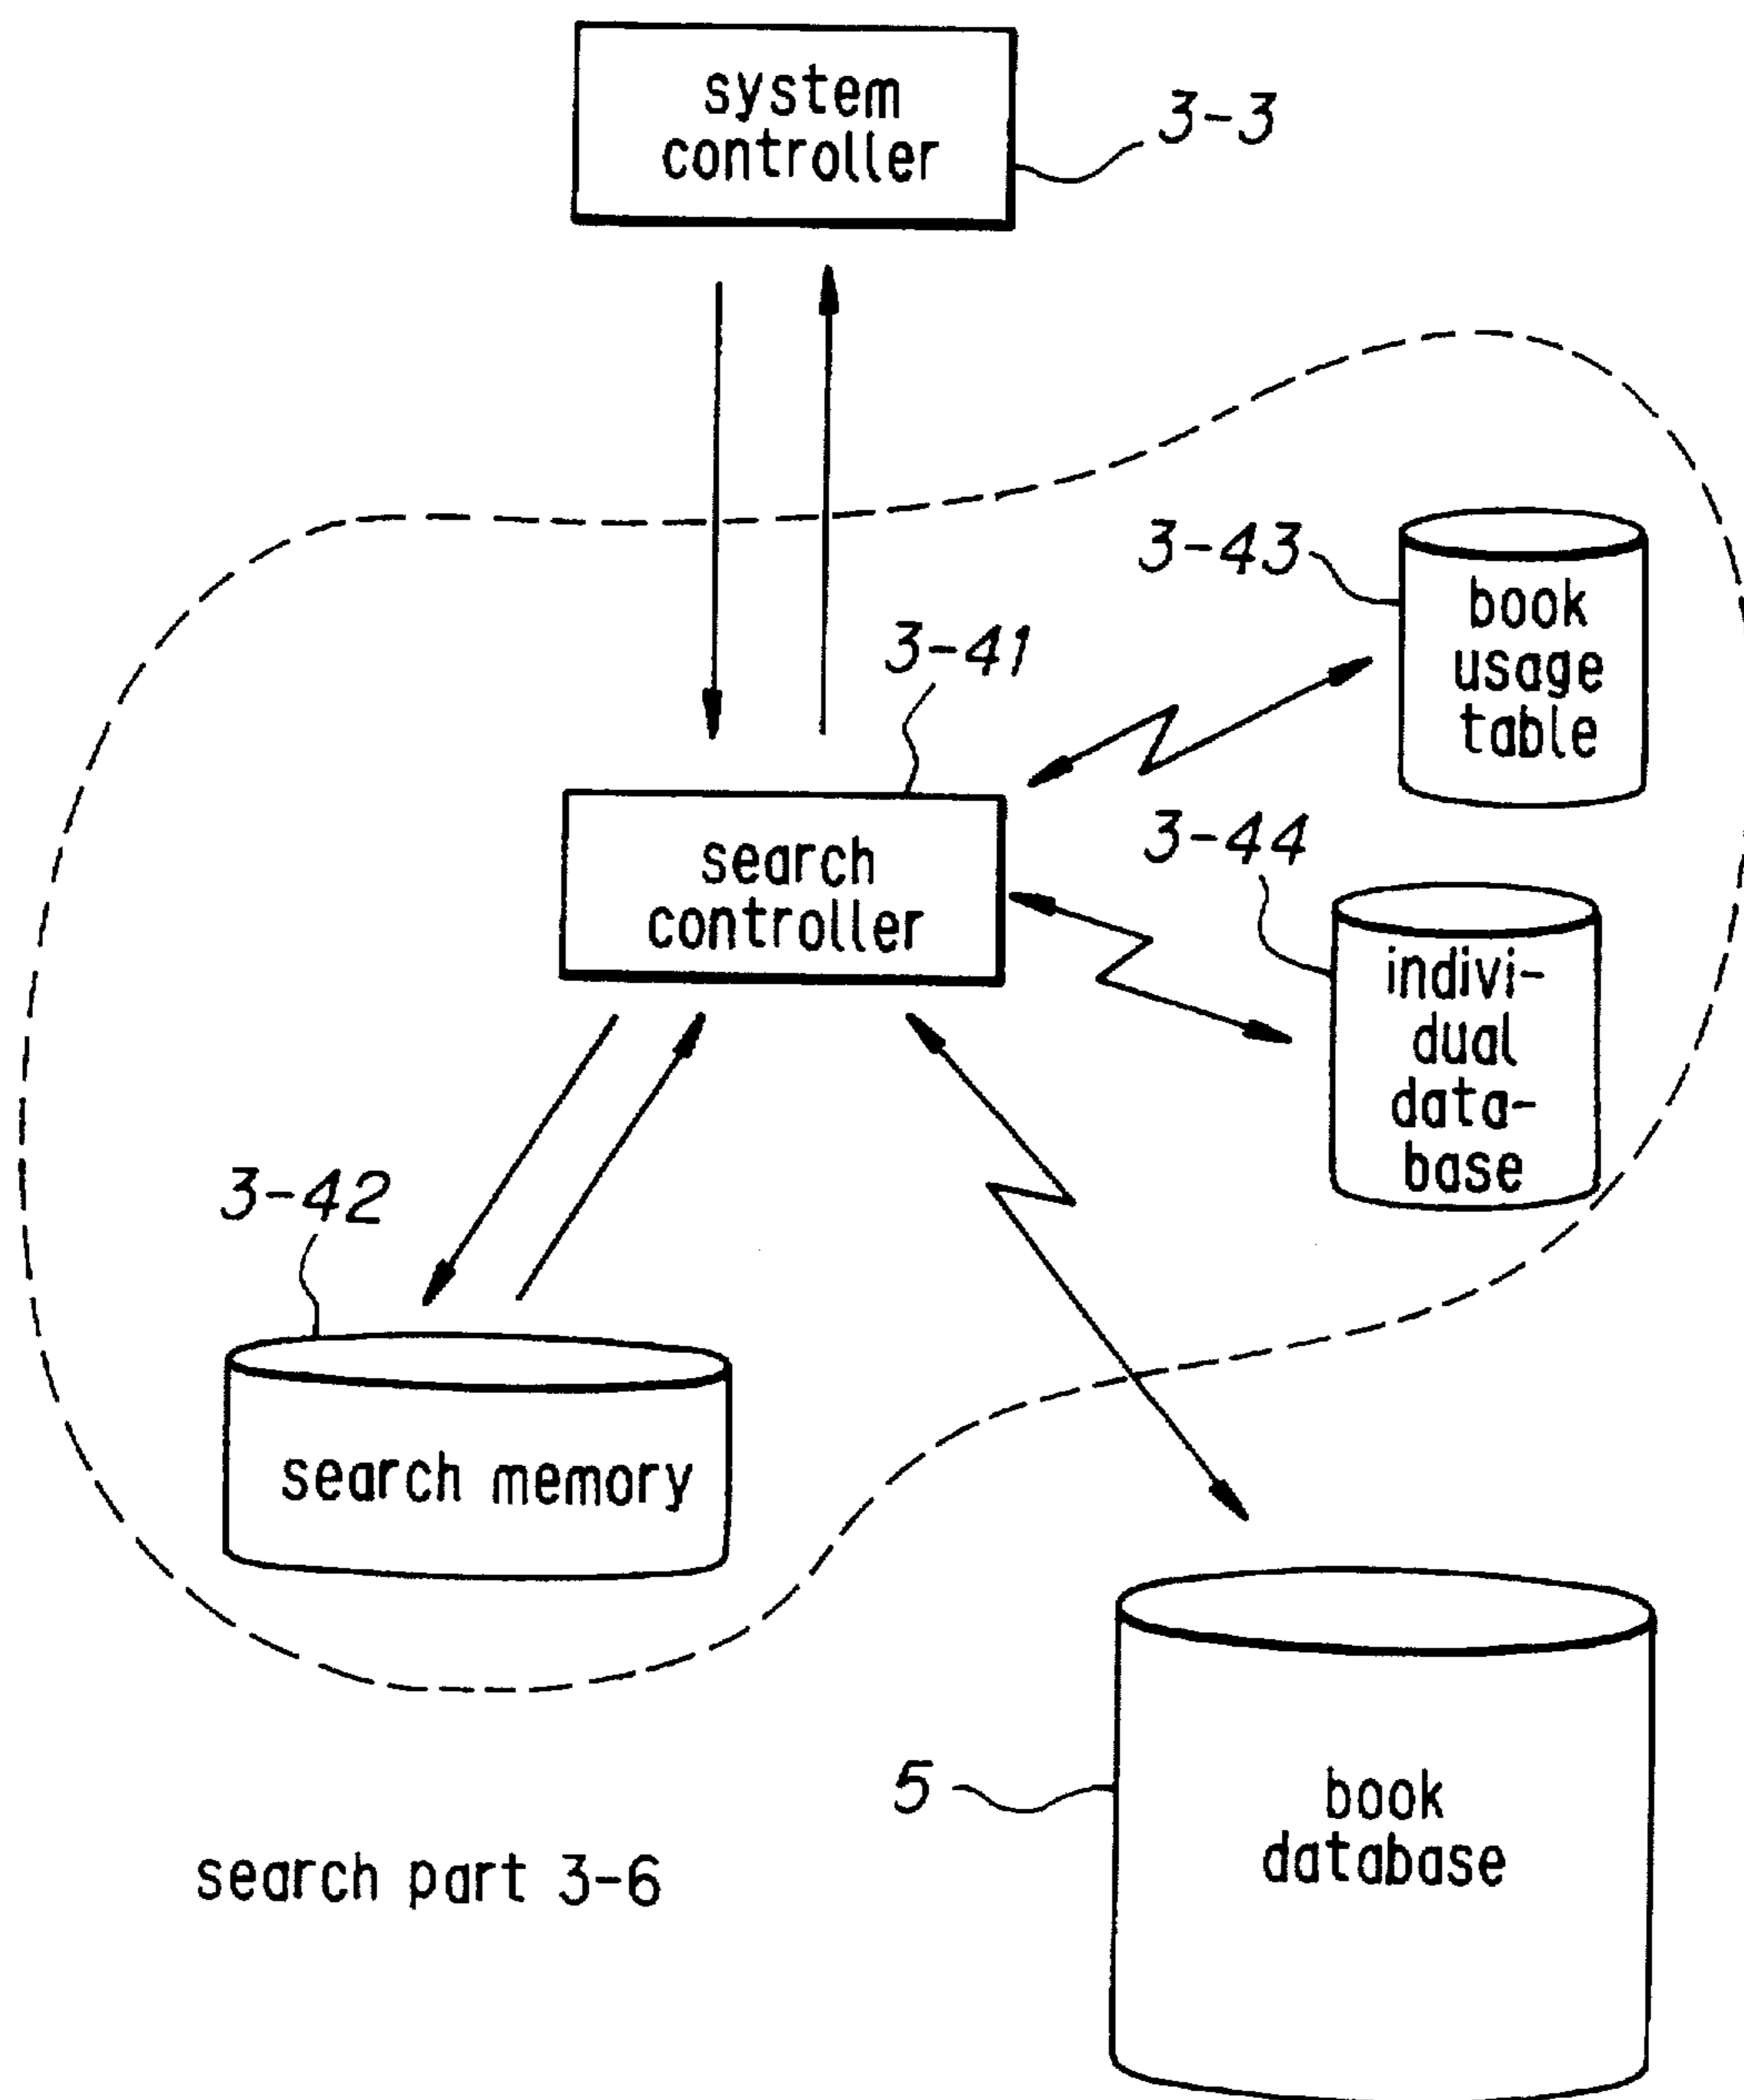 system
controller
3-3
3-43
book
usage
table
3-41
search
controller
3-44
indivi-
dual
data-
base
3-42
search memory
5
book
database
search part 3-6